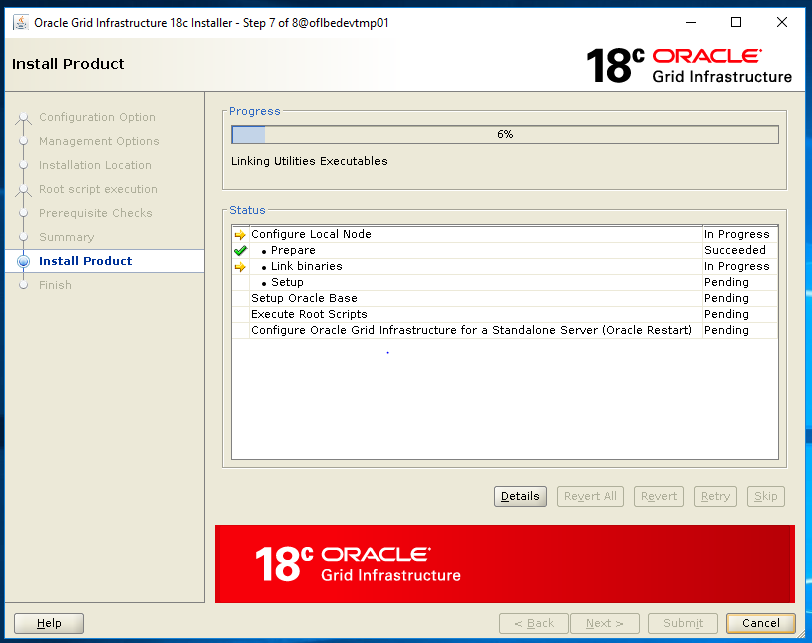 Oracle Grid Infrastructure 18c Installer - Step 7 of 8@oflbedevtmp01
Install Product
18c ORACLE
Grid Infrastructure
Configuration Option
Management Options
Installation Location
Root script execution
Prerequisite Checks
Summary
Install Product
Finish
Progress
6%
Linking Utilities Executables
Status
Configure Local Node In Progress
• Prepare Succeeded
• Link binaries In Progress
• Setup Pending
Setup Oracle Base Pending
Execute Root Scripts Pending
Configure Oracle Grid Infrastructure for a Standalone Server (Oracle Restart) Pending
Details Revert All Revert Retry Skip
18c ORACLE
Grid Infrastructure
Help < Back Next > Submit Cancel